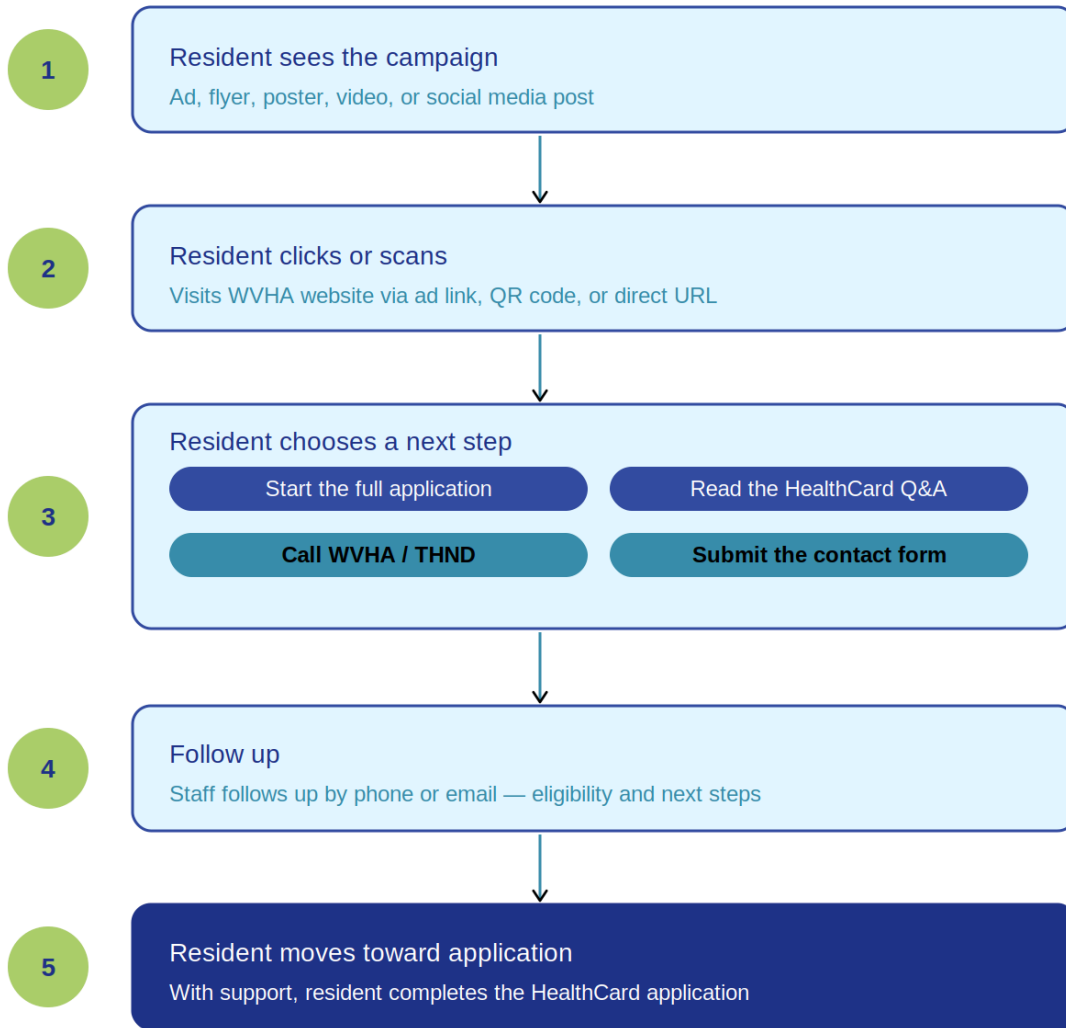 1
Resident sees the campaign
Ad, flyer, poster, video, or social media post
2
Resident clicks or scans
Visits WVHA website via ad link, QR code, or direct URL
3
Resident chooses a next step
Start the full application
Read the HealthCard Q&A
Call WVHA / THND
Submit the contact form
4
Follow up
Staff follows up by phone or email — eligibility and next steps
5
Resident moves toward application
With support, resident completes the HealthCard application